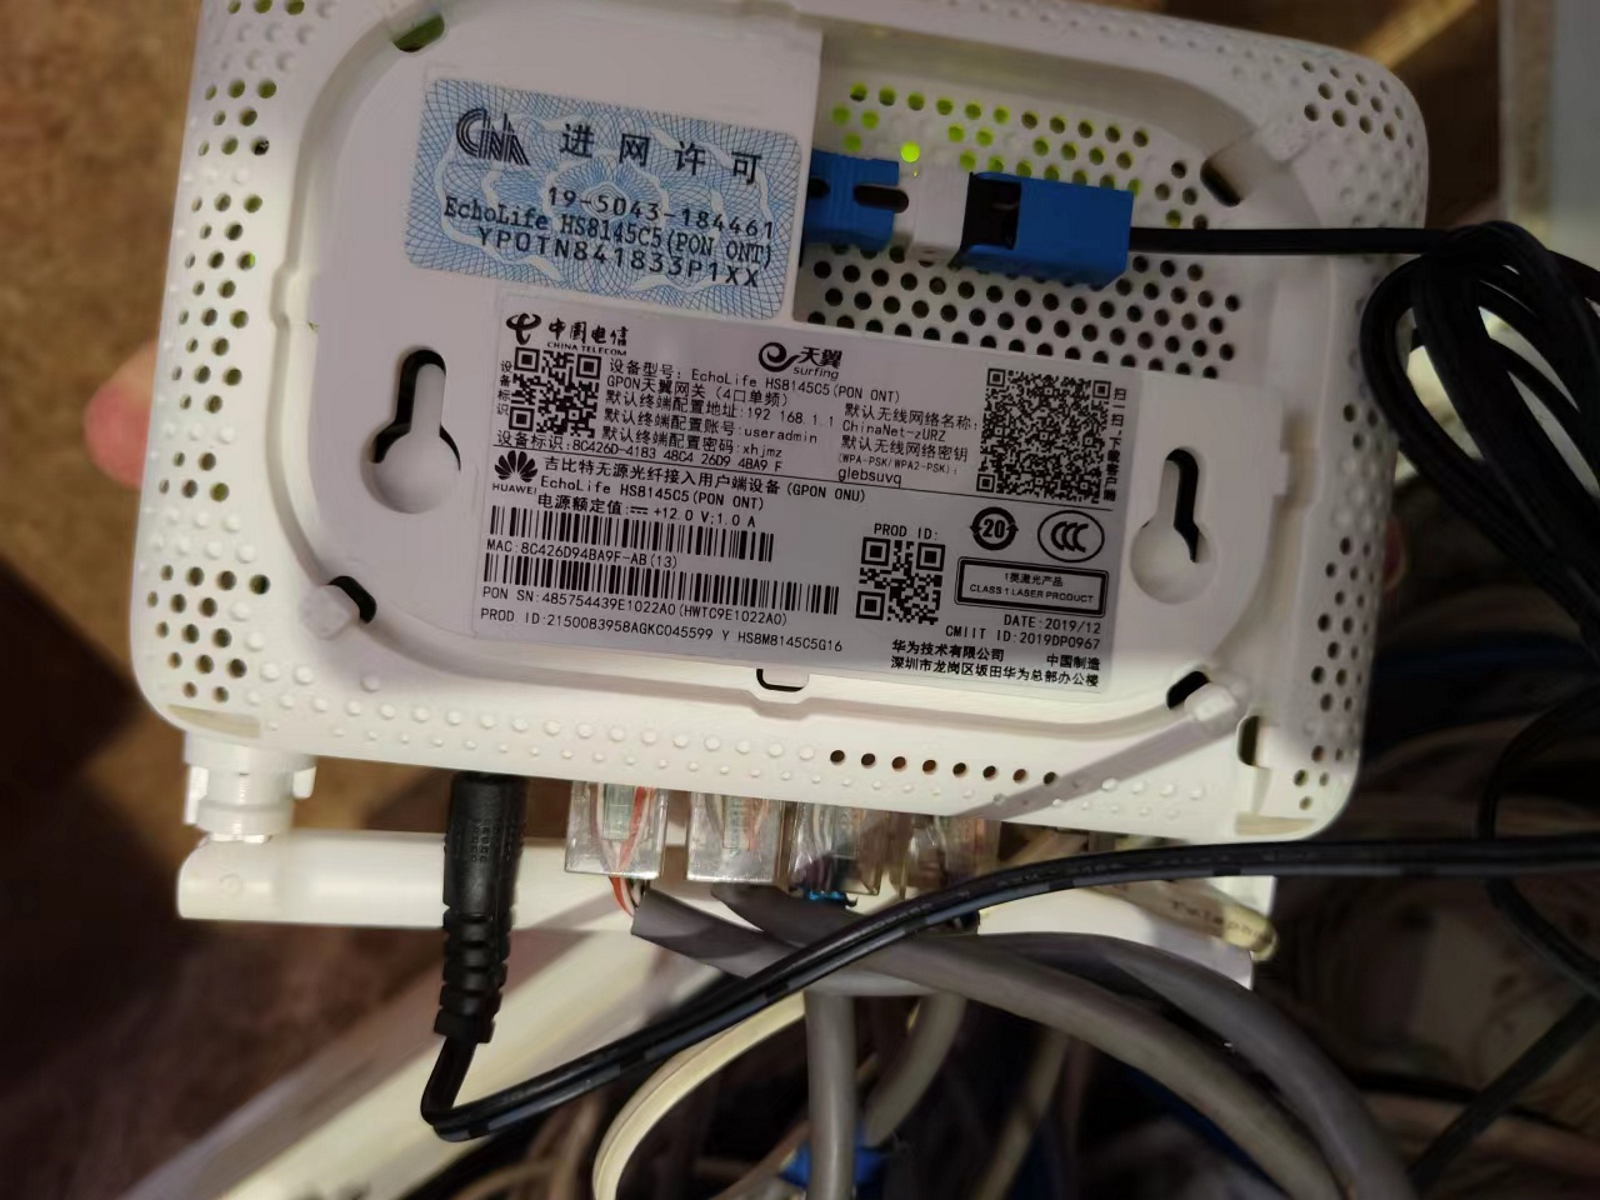 CNA 进网许可
19-5043-184461
EchoLife HS8145C5(PON ONT)
YPOTN841833P1XX
中国电信
CHINA TELECOM
天翼
surfing
设备标识
设备型号: EchoLife HS8145C5(PON ONT)
GPON天翼网关(4口单频)
默认终端配置地址:192.168.1.1
默认终端配置账号:useradmin
默认终端配置密码:xhjmz
设备标识:8C426D-4183 48C4 26D9 4BA9 F
默认无线网络名称:
ChinaNet-zURZ
默认无线网络密钥
(WPA-PSK/WPA2-PSK):
glebsuvq
扫一扫,下载客户端
HUAWEI
吉比特无源光纤接入用户端设备(GPON ONU)
EchoLife HS8145C5(PON ONT)
电源额定值: +12.0 V;1.0 A
MAC:8C426D94BA9F-AB(13)
PON SN:485754439E1022A0(HWTC9E1022A0)
PROD ID:2150083958AGKC045599 Y HS8M8145C5G16
PROD ID:
20
CCC
1类激光产品
CLASS 1 LASER PRODUCT
DATE:2019/12
CMIIT ID:2019DP0967
华为技术有限公司 中国制造
深圳市龙岗区坂田华为总部办公楼